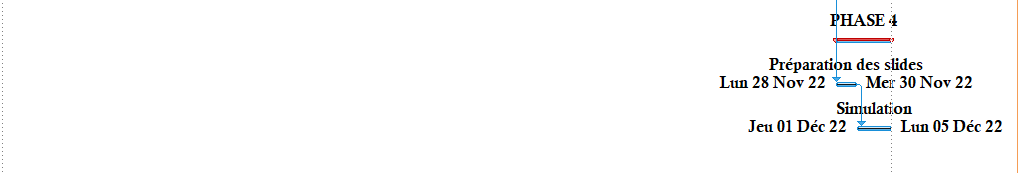 PHASE 4
Préparation des slides
Lun 28 Nov 22 Mer 30 Nov 22
Simulation
Jeu 01 Déc 22 Lun 05 Déc 22